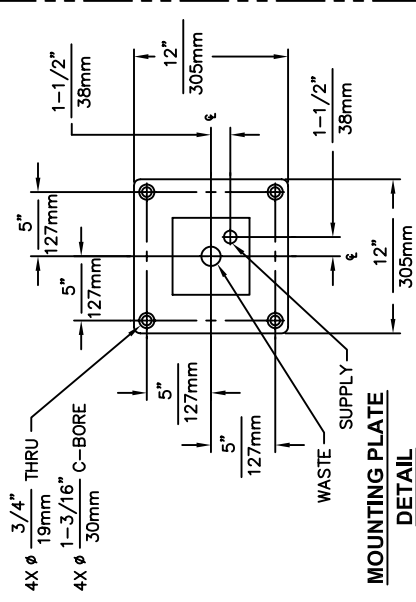 4X ø 3/4" THRU
19mm
4X ø 1-3/16" C-BORE
30mm
5"
127mm
5"
127mm
1-1/2"
38mm
12"
305mm
℄
5"
127mm
5"
127mm
1-1/2"
38mm
℄
12"
305mm
WASTE
SUPPLY
MOUNTING PLATE
DETAIL